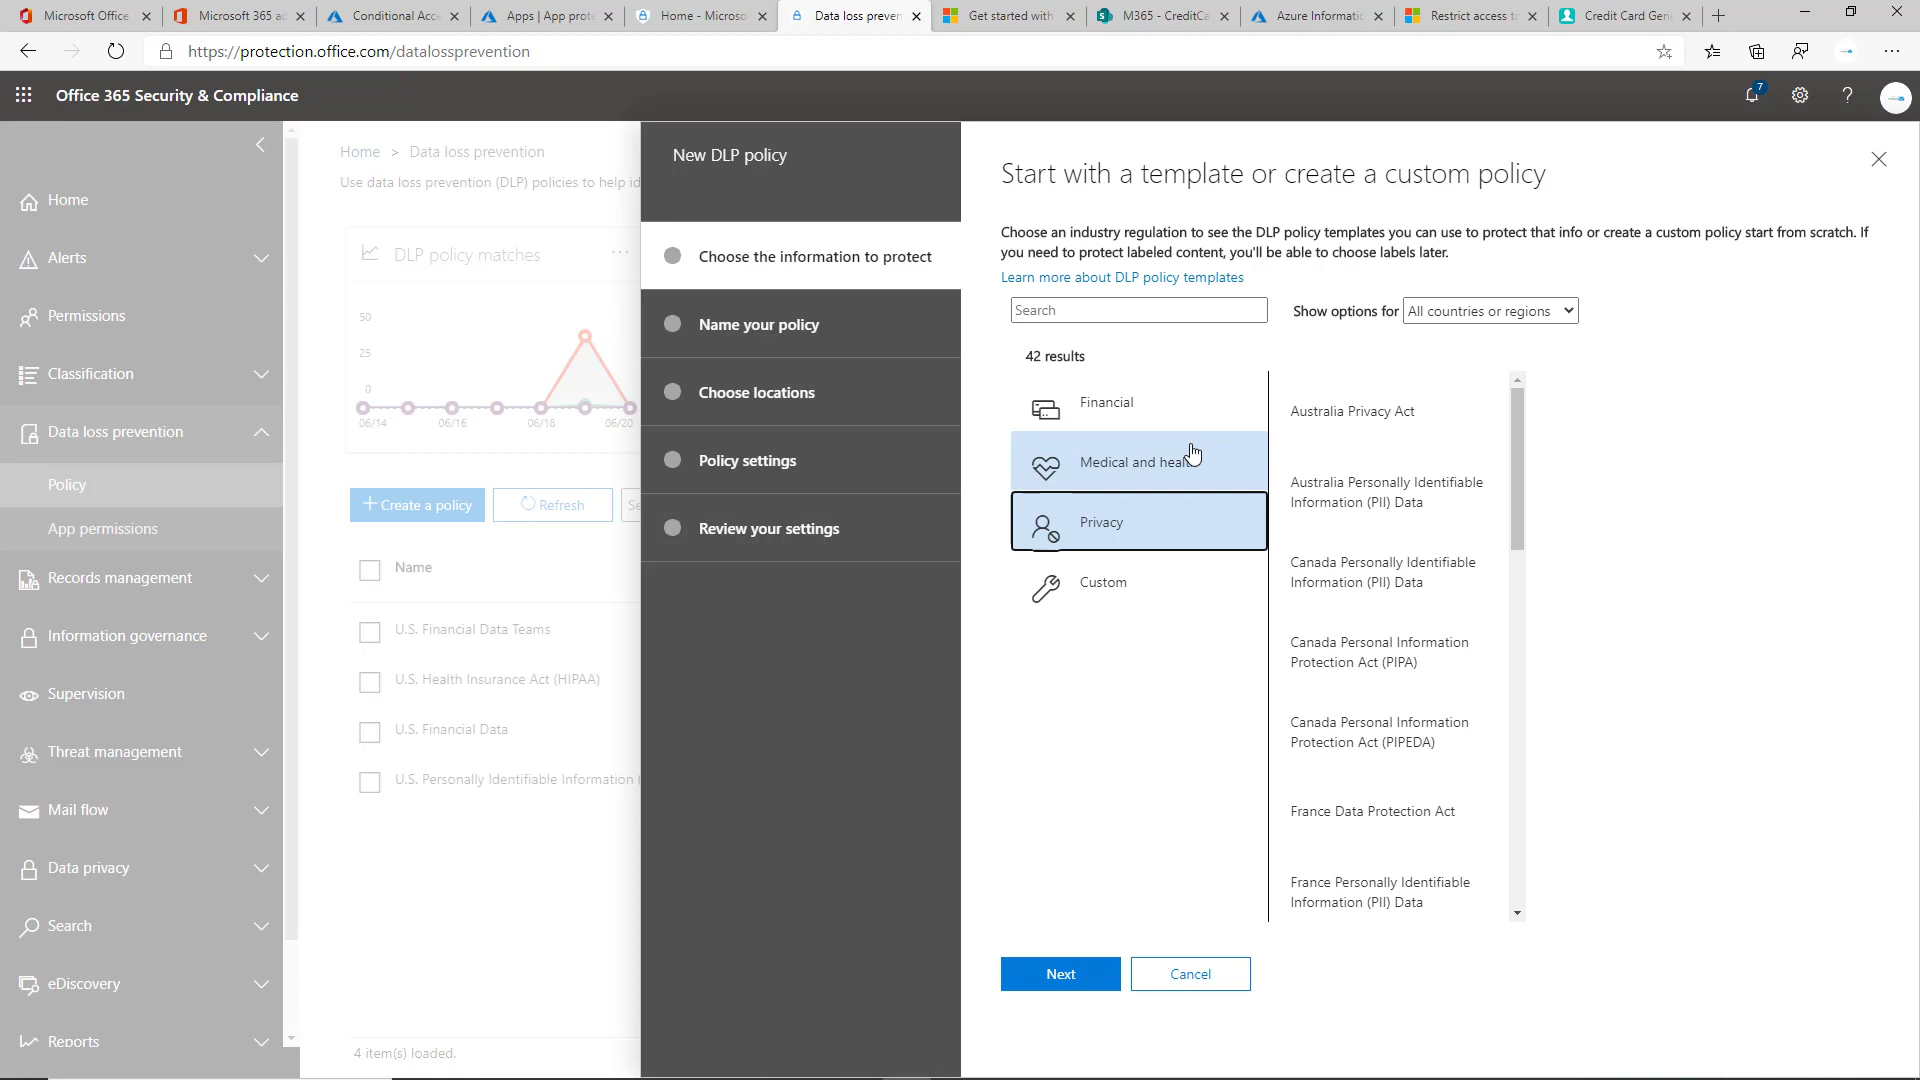 Microsoft Office
Microsoft 365 a
Conditional Acc
Apps | App prot
Home - Microso
Data loss preven
Get started with
M365 - CreditCa
Azure Informatic
Restrict access to
Credit Card Gen
https://protection.office.com/datalossprevention
Office 365 Security & Compliance
7
Home
Alerts
Permissions
Classification
Data loss prevention
Policy
App permissions
Records management
Information governance
Supervision
Threat management
Mail flow
Data privacy
Search
eDiscovery
Reports
Home > Data loss prevention
Use data loss prevention (DLP) policies to help id
DLP policy matches
50
25
0
06/14 06/16 06/18 06/20
+ Create a policy
Refresh
Se
Name
U.S. Financial Data Teams
U.S. Health Insurance Act (HIPAA)
U.S. Financial Data
U.S. Personally Identifiable Information (
4 item(s) loaded.
New DLP policy
Choose the information to protect
Name your policy
Choose locations
Policy settings
Review your settings
Start with a template or create a custom policy
Choose an industry regulation to see the DLP policy templates you can use to protect that info or create a custom policy start from scratch. If
you need to protect labeled content, you'll be able to choose labels later.
Learn more about DLP policy templates
Search
Show options for All countries or regions
42 results
Financial
Medical and health
Privacy
Custom
Australia Privacy Act
Australia Personally Identifiable
Information (PII) Data
Canada Personally Identifiable
Information (PII) Data
Canada Personal Information
Protection Act (PIPA)
Canada Personal Information
Protection Act (PIPEDA)
France Data Protection Act
France Personally Identifiable
Information (PII) Data
Next
Cancel